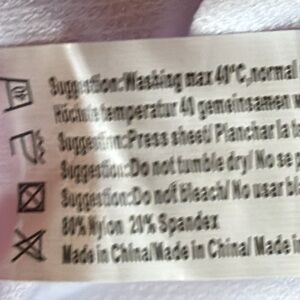 40
Suggestion:Washing max 40°C,normal
Höchste temperatur 40 gemeinsamen w
Suggestion:Press sheet/ Planchar la t
Suggestion:Do not tumble dry/ No se p
Suggestion:Do not bleach/ No usar bla
80% Nylon 20% Spandex
Made in China/Made in China/ Made in